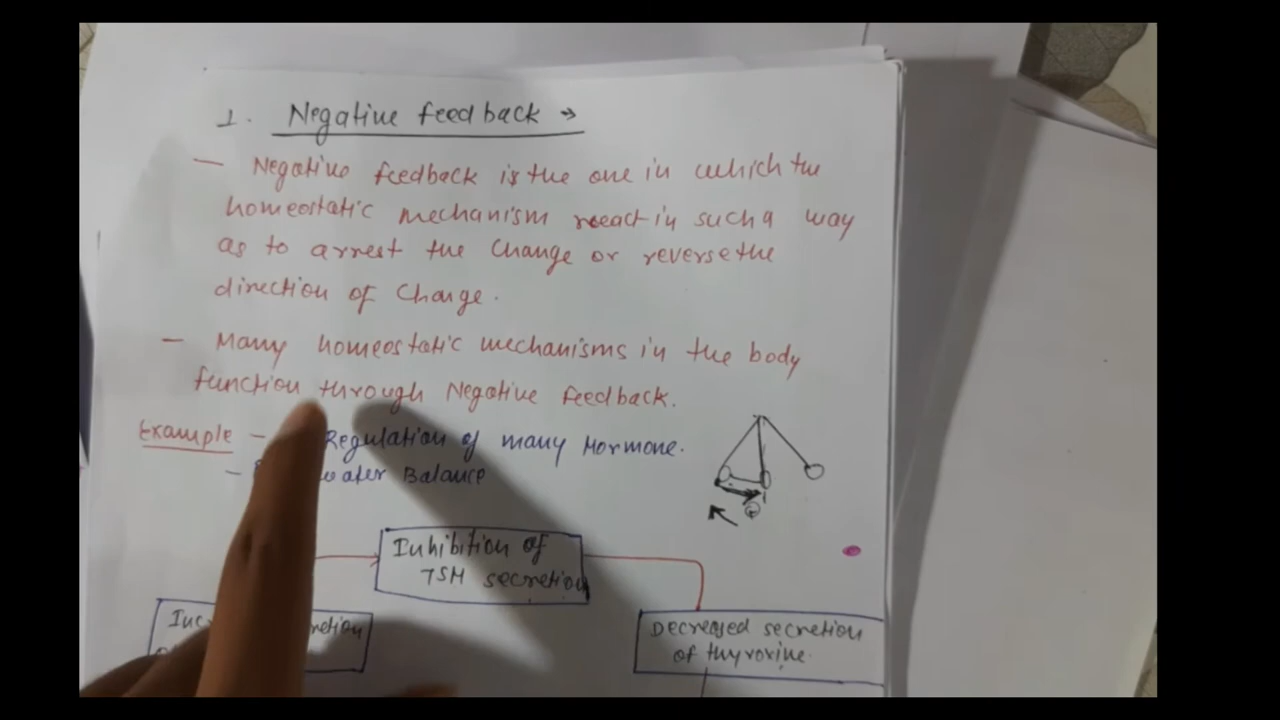 1. Negative feedback →
— Negative feedback is the one in which the
homeostatic mechanism react in such a way
as to arrest the change or reverse the
direction of change.
— Many homeostatic mechanisms in the body
function through Negative feedback.
Example — Regulation of many Hormone.
— water Balance
Inhibition of
TSH secretion
Decreased secretion
of thyroxine.